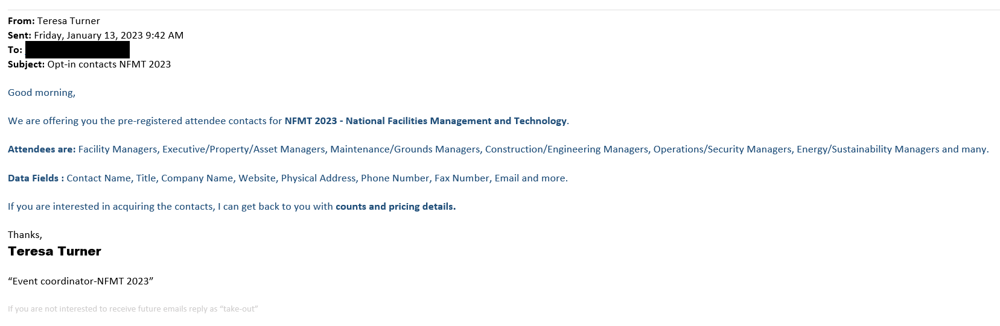 From: Teresa Turner
Sent: Friday, January 13, 2023 9:42 AM
To:
Subject: Opt-in contacts NFMT 2023
Good morning,
We are offering you the pre-registered attendee contacts for NFMT 2023 - National Facilities Management and Technology.
Attendees are: Facility Managers, Executive/Property/Asset Managers, Maintenance/Grounds Managers, Construction/Engineering Managers, Operations/Security Managers, Energy/Sustainability Managers and many.
Data Fields : Contact Name, Title, Company Name, Website, Physical Address, Phone Number, Fax Number, Email and more.
If you are interested in acquiring the contacts, I can get back to you with counts and pricing details.
Thanks,
Teresa Turner
“Event coordinator-NFMT 2023”
If you are not interested to receive future emails reply as “take-out”